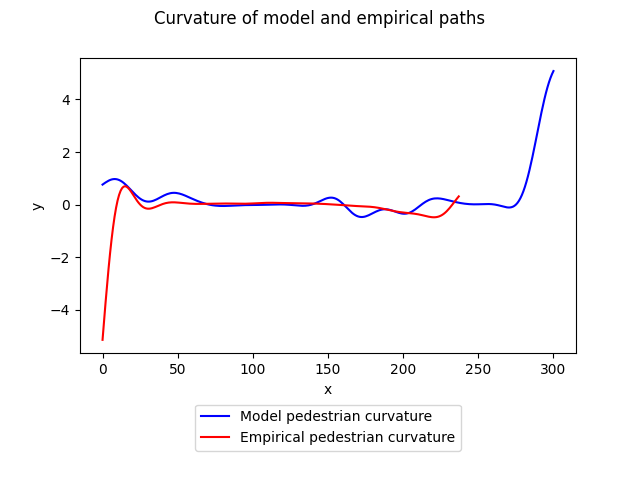 Curvature of model and empirical paths
y
4
2
0
−2
−4
0 50 100 150 200 250 300
x
Model pedestrian curvature
Empirical pedestrian curvature